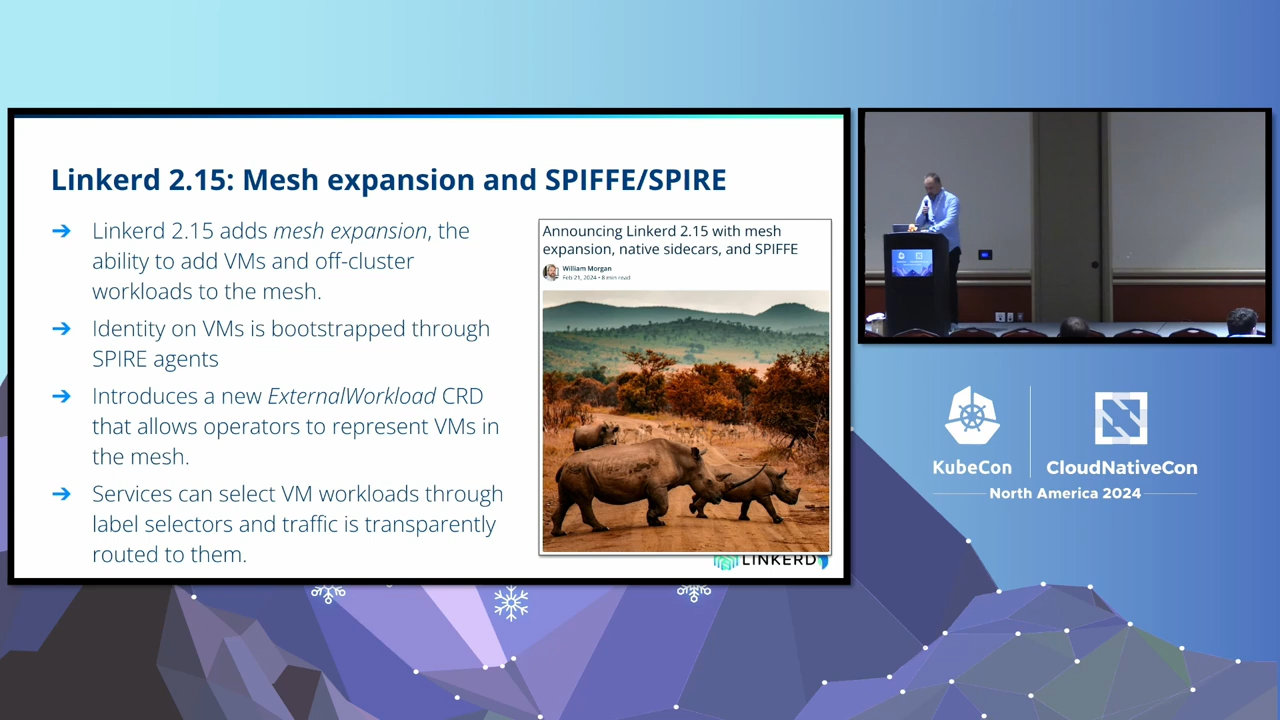 Linkerd 2.15: Mesh expansion and SPIFFE/SPIRE
➔ Linkerd 2.15 adds mesh expansion, the
ability to add VMs and off-cluster
workloads to the mesh.
➔ Identity on VMs is bootstrapped through
SPIRE agents
➔ Introduces a new ExternalWorkload CRD
that allows operators to represent VMs in
the mesh.
➔ Services can select VM workloads through
label selectors and traffic is transparently
routed to them.
Announcing Linkerd 2.15 with mesh
expansion, native sidecars, and SPIFFE
William Morgan
Feb 21, 2024 • 8 min read
LINKERD
KubeCon
CloudNativeCon
North America 2024